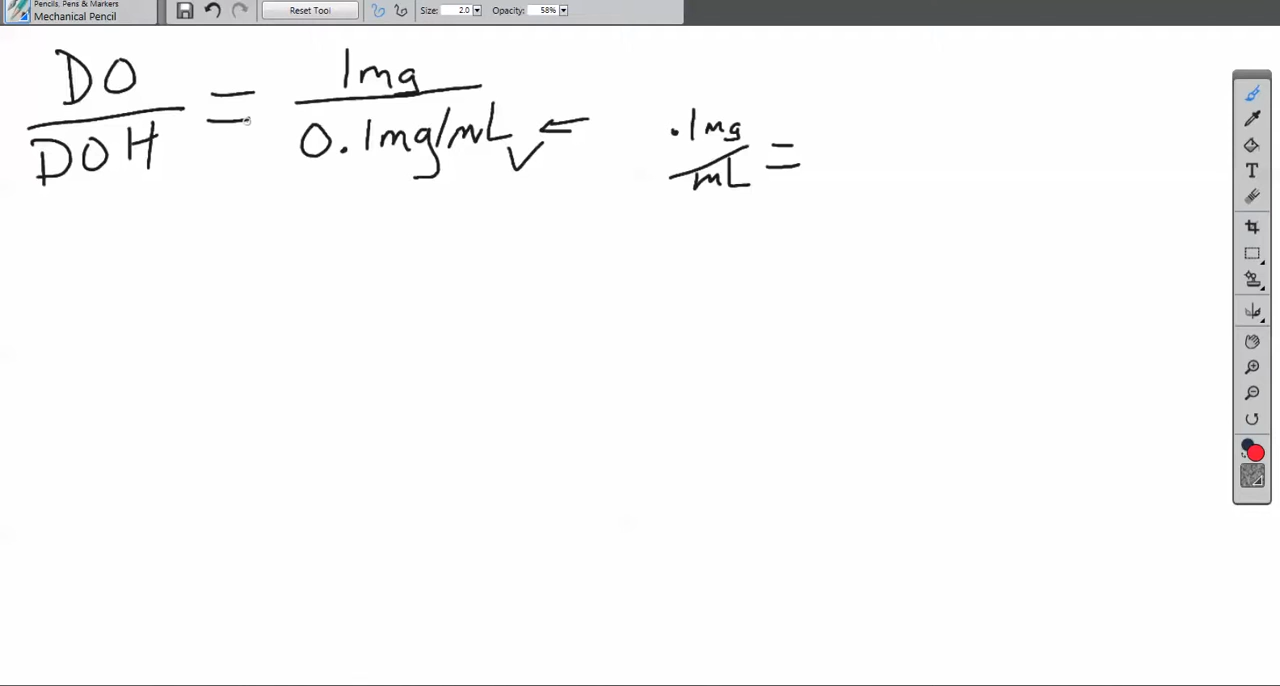 Pencils, Pens & Markers
Mechanical Pencil
Reset Tool
Size: 2.0
Opacity: 58%
DO
DOH
=
1mg
0.1mg/mL
.1mg
mL
=